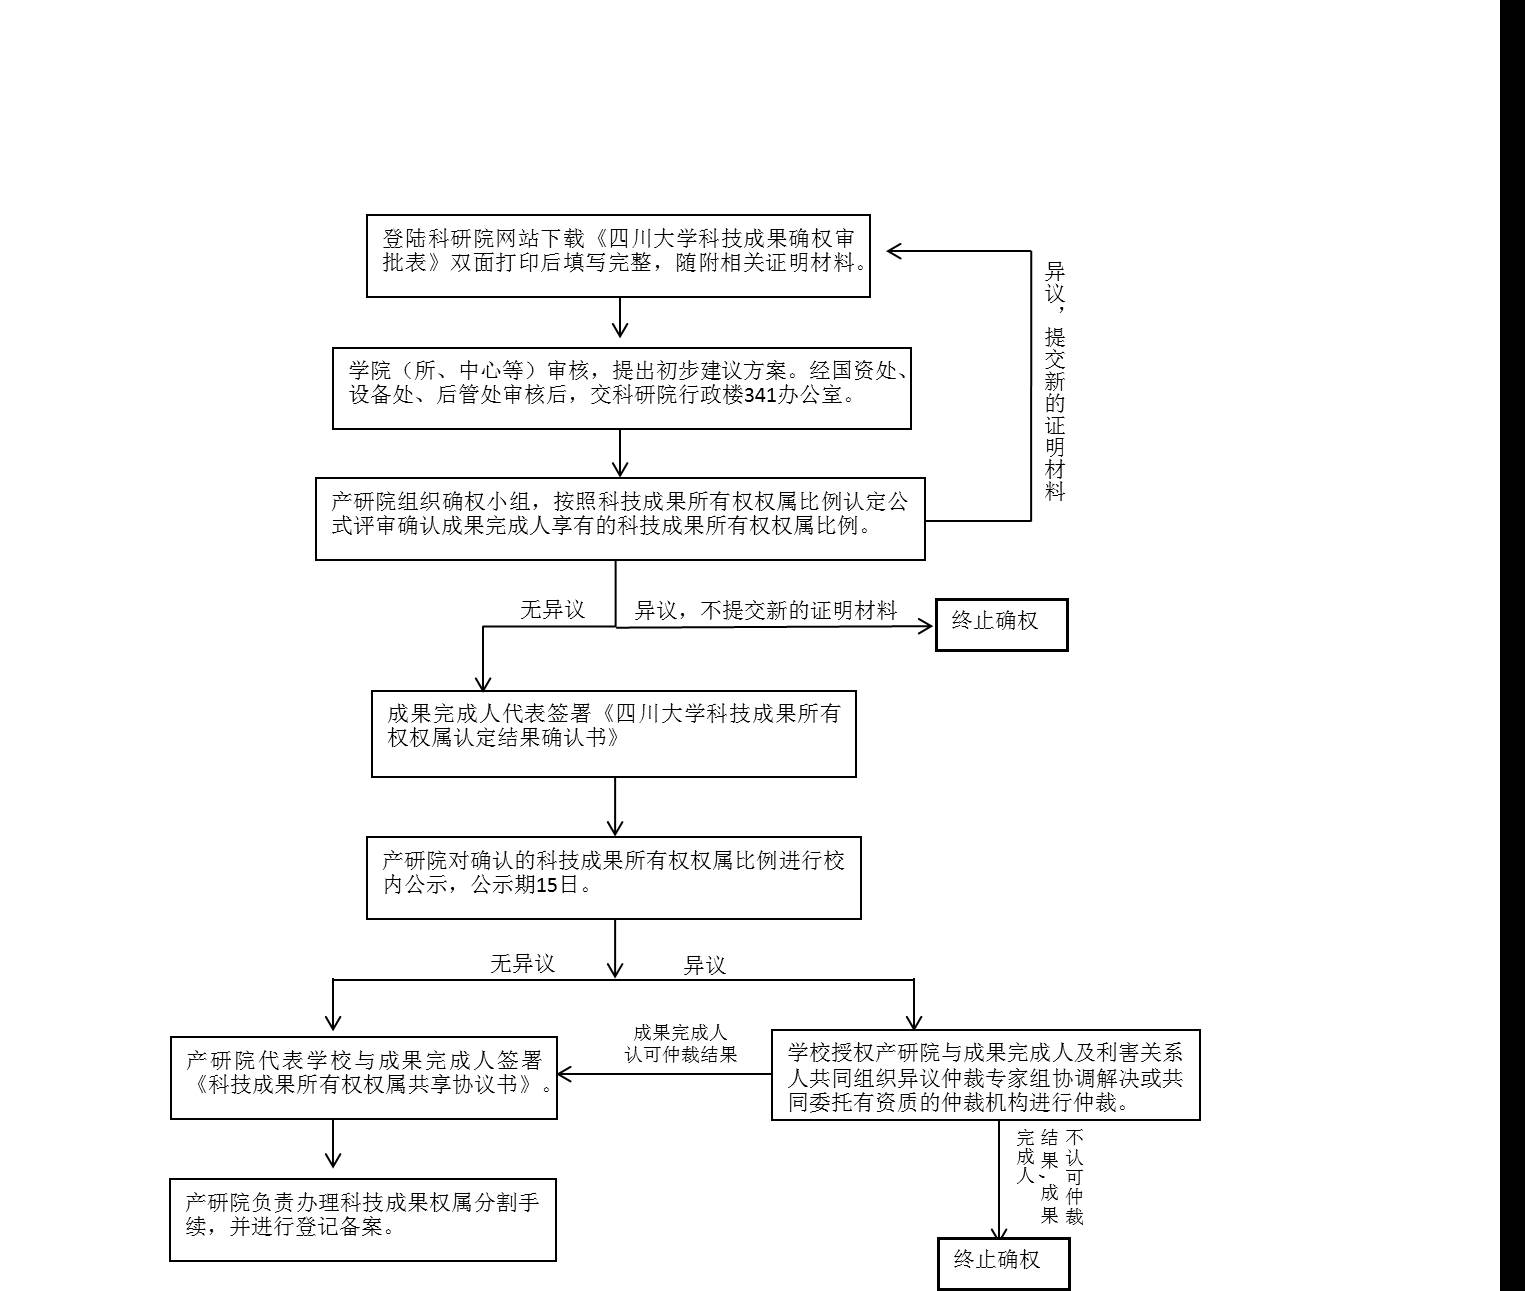 登陆科研院网站下载《四川大学科技成果确权审
批表》双面打印后填写完整，随附相关证明材料。
异议，提交新的证明材料
学院（所、中心等）审核，提出初步建议方案。经国资处、
设备处、后管处审核后，交科研院行政楼341办公室。
产研院组织确权小组，按照科技成果所有权权属比例认定公
式评审确认成果完成人享有的科技成果所有权权属比例。
无异议
异议，不提交新的证明材料
终止确权
成果完成人代表签署《四川大学科技成果所有
权权属认定结果确认书》
产研院对确认的科技成果所有权权属比例进行校
内公示，公示期15日。
无异议
异议
成果完成人
认可仲裁结果
产研院代表学校与成果完成人签署
《科技成果所有权权属共享协议书》。
学校授权产研院与成果完成人及利害关系
人共同组织异议仲裁专家组协调解决或共
同委托有资质的仲裁机构进行仲裁。
不认可仲裁
结果、成果
完成人
产研院负责办理科技成果权属分割手
续，并进行登记备案。
终止确权